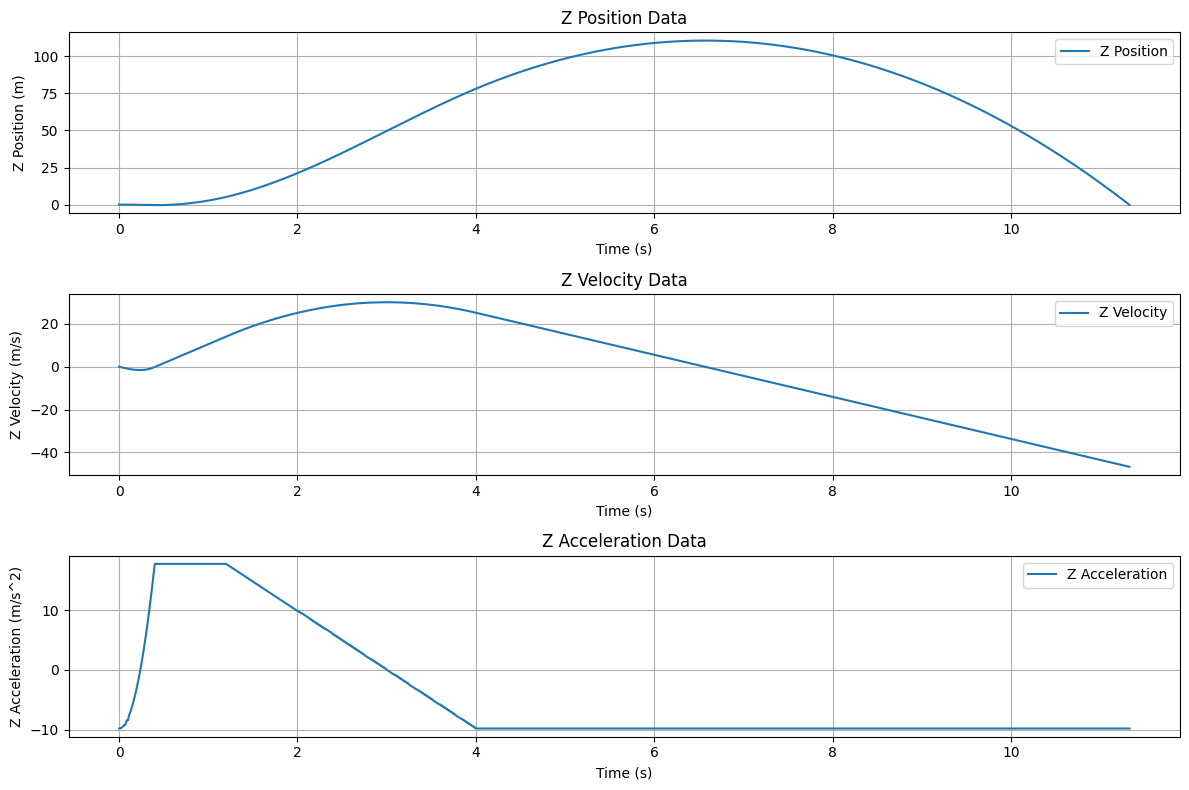 Z Position Data
Z Position (m)
100
75
50
25
0
Z Position
0 2 4 6 8 10
Time (s)
Z Velocity Data
Z Velocity (m/s)
20
0
−20
−40
Z Velocity
0 2 4 6 8 10
Time (s)
Z Acceleration Data
Z Acceleration (m/s^2)
10
0
−10
Z Acceleration
0 2 4 6 8 10
Time (s)